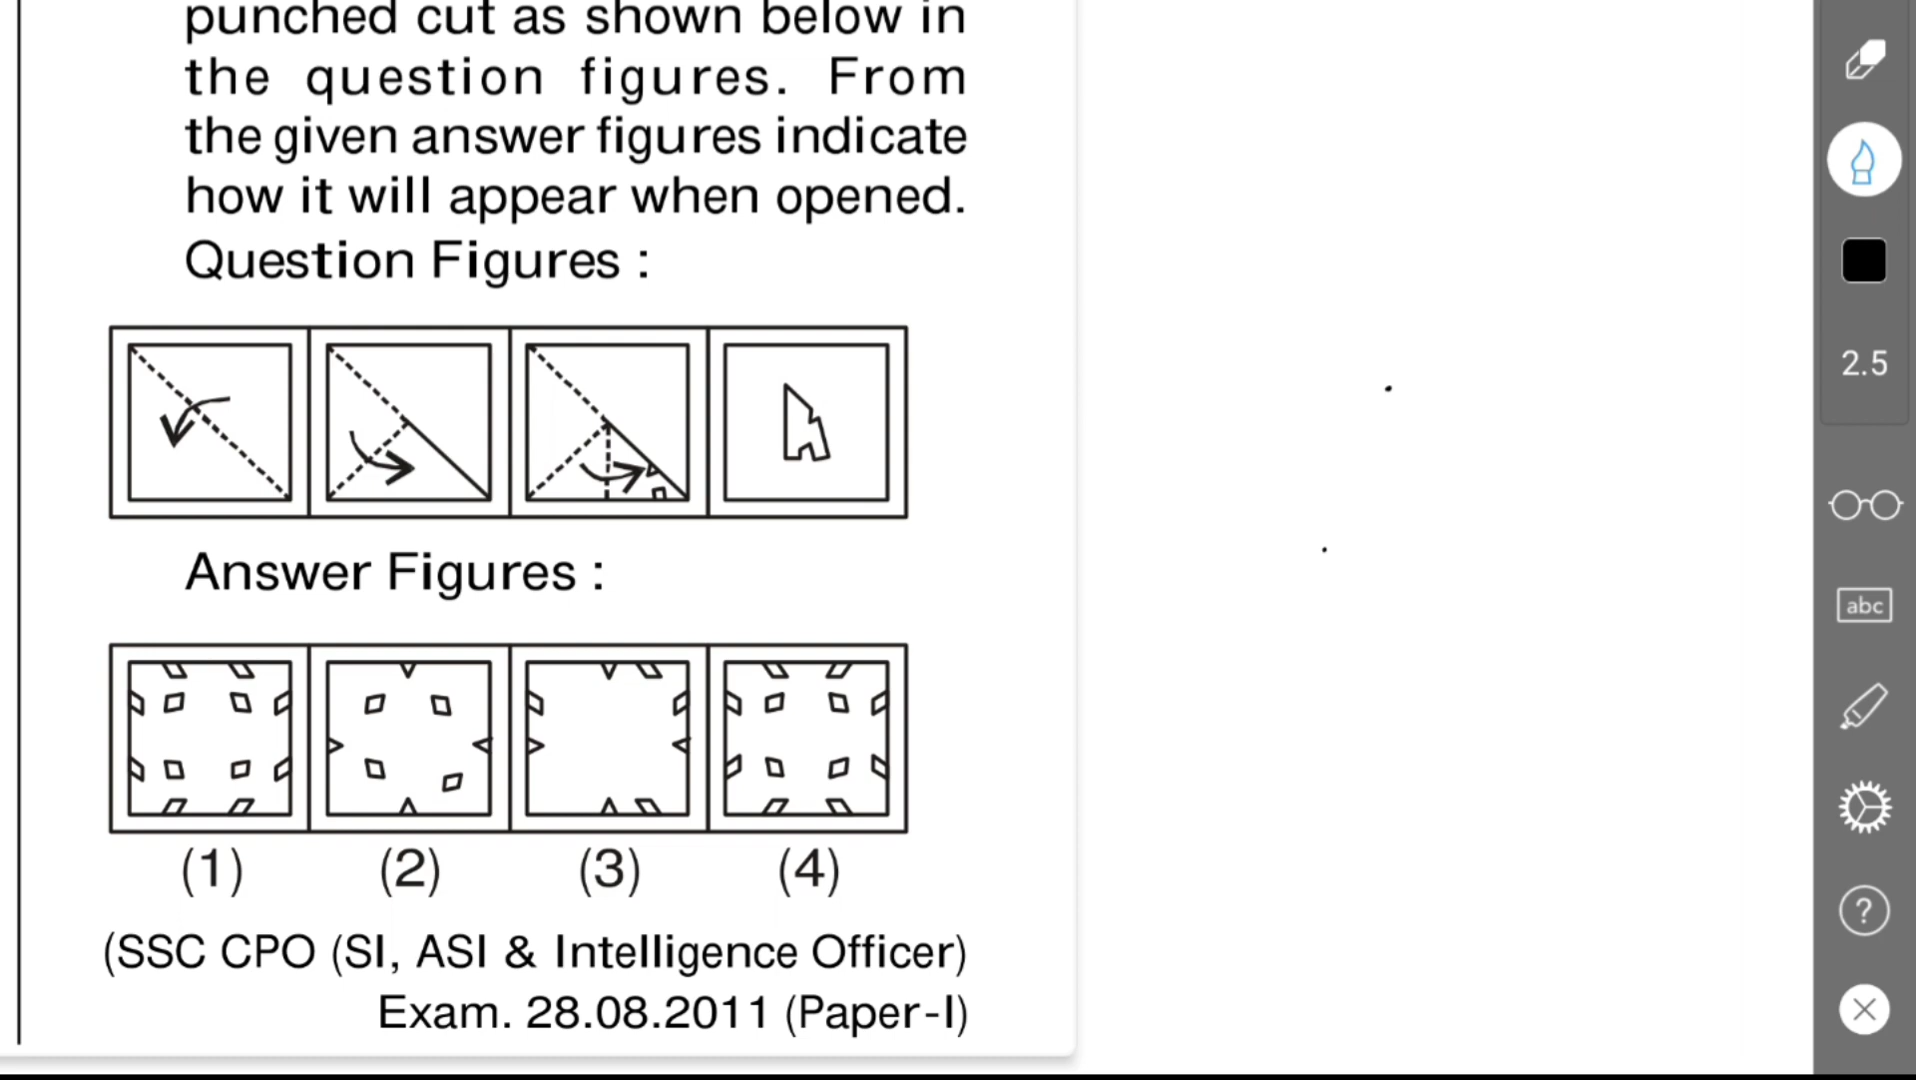 punched cut as shown below in
the question figures. From
the given answer figures indicate
how it will appear when opened.
Question Figures :
Answer Figures :
(1) (2) (3) (4)
(SSC CPO (SI, ASI & Intelligence Officer)
Exam. 28.08.2011 (Paper-I)
2.5
abc
?